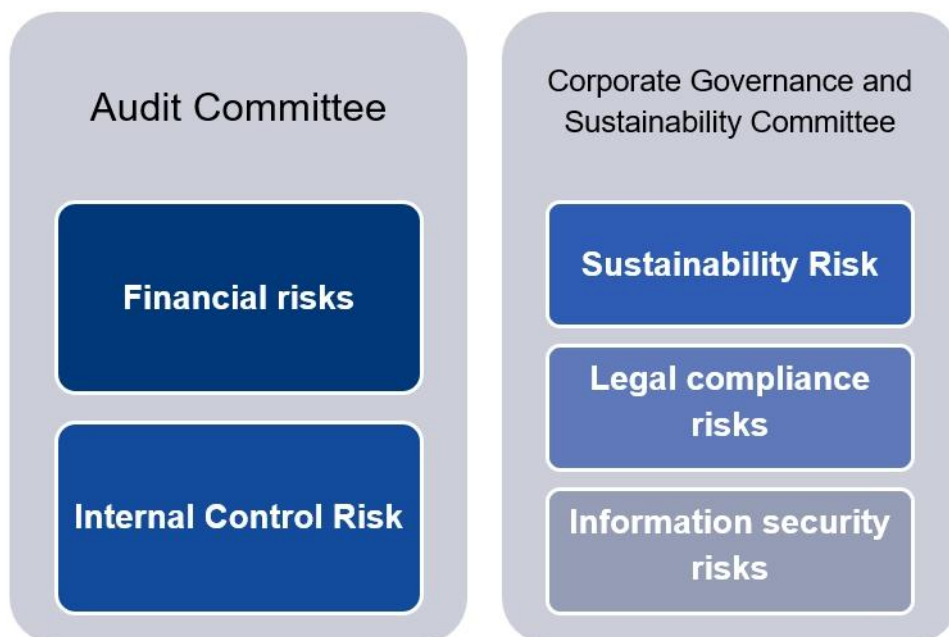 Audit Committee
Financial risks
Internal Control Risk
Corporate Governance and
Sustainability Committee
Sustainability Risk
Legal compliance
risks
Information security
risks